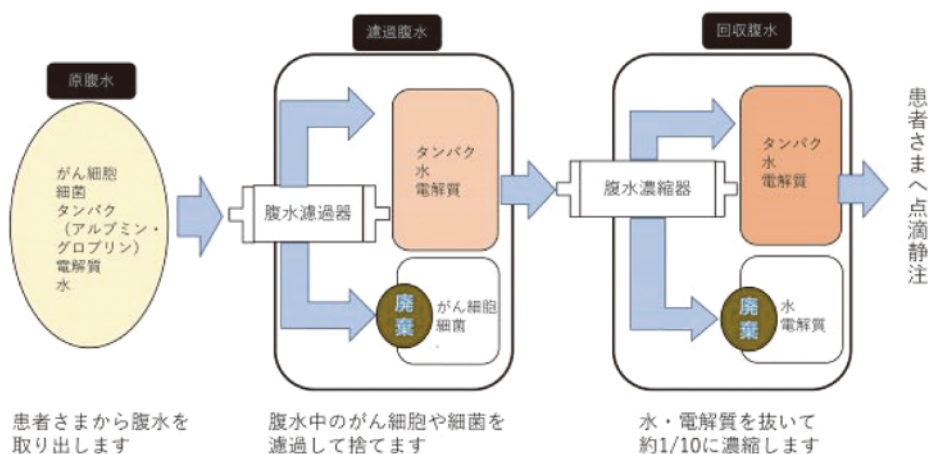 原腹水
がん細胞
細菌
タンパク
（アルブミン・
グロブリン）
電解質
水
患者さまから腹水を
取り出します
濾過腹水
腹水濾過器
タンパク
水
電解質
廃棄
がん細胞
細菌
腹水中のがん細胞や細菌を
濾過して捨てます
回収腹水
腹水濃縮器
タンパク
水
電解質
廃棄
水
電解質
水・電解質を抜いて
約1/10に濃縮します
患者さまへ点滴静注